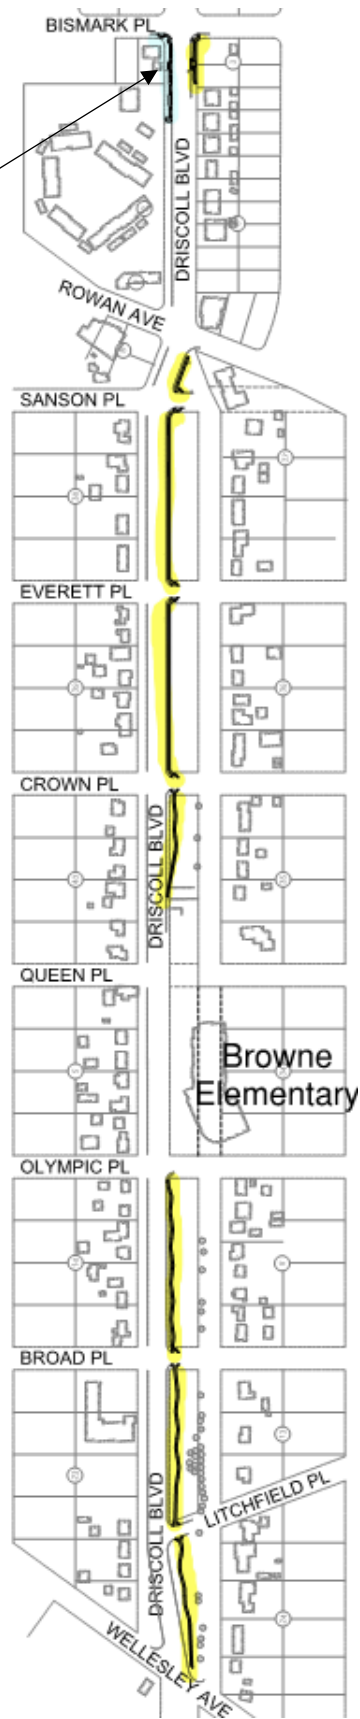 BISMARK PL
DRISCOLL BLVD
ROWAN AVE
SANSON PL
EVERETT PL
CROWN PL
DRISCOLL BLVD
QUEEN PL
Browne
Elementary
OLYMPIC PL
BROAD PL
LITCHFIELD PL
DRISCOLL BLVD
WELLESLEY AVE